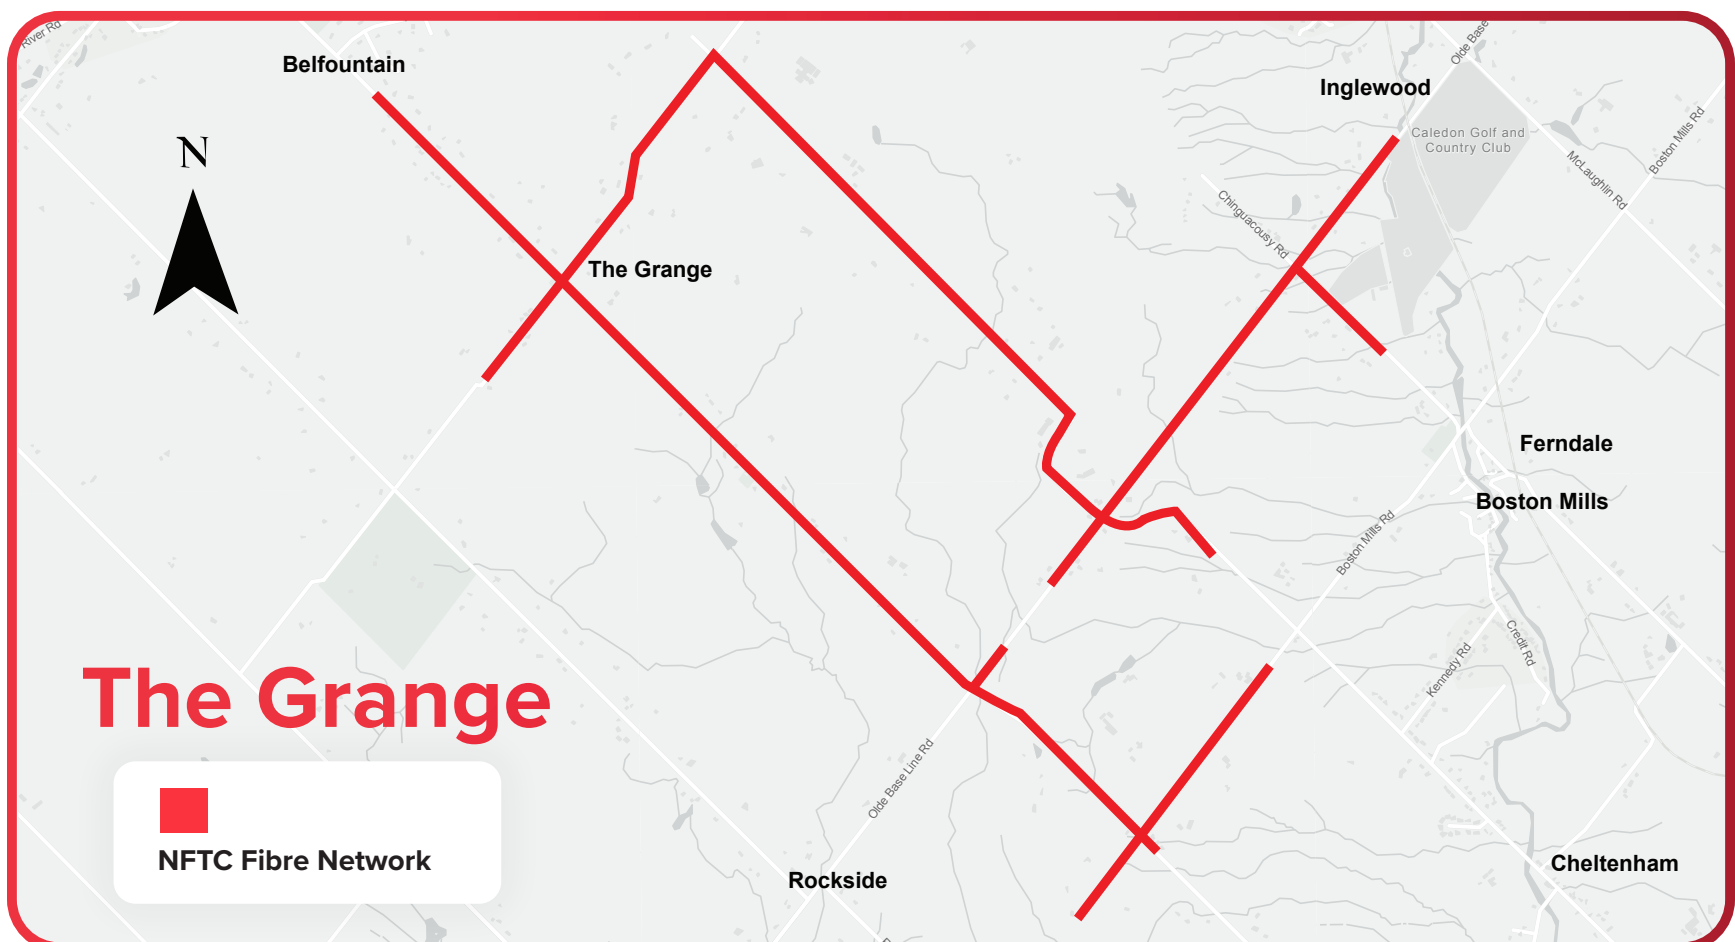 River Rd
Belfountain
Olde Base
Inglewood
Caledon Golf and
Country Club
Boston Mills Rd
McLaughlin Rd
N
Chinguacousy Rd
The Grange
Ferndale
Boston Mills
Boston Mills Rd
Credit Rd
Kennedy Rd
The Grange
Olde Base Line Rd
NFTC Fibre Network
Rockside
Cheltenham